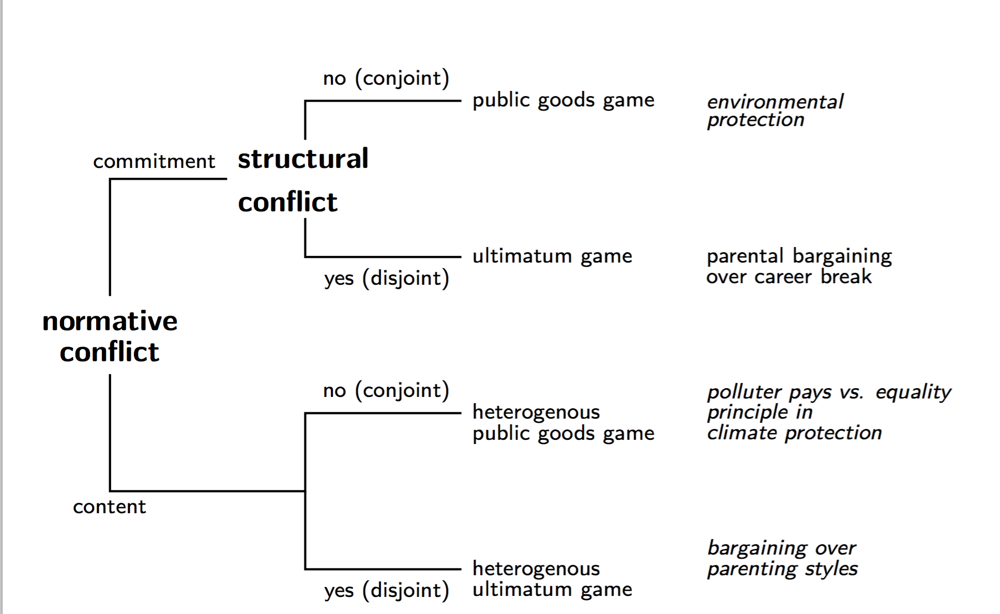 no (conjoint)
public goods game
environmental
protection
commitment
structural
conflict
ultimatum game
parental bargaining
over career break
yes (disjoint)
normative
conflict
no (conjoint)
heterogenous
public goods game
polluter pays vs. equality
principle in
climate protection
content
bargaining over
parenting styles
heterogenous
ultimatum game
yes (disjoint)